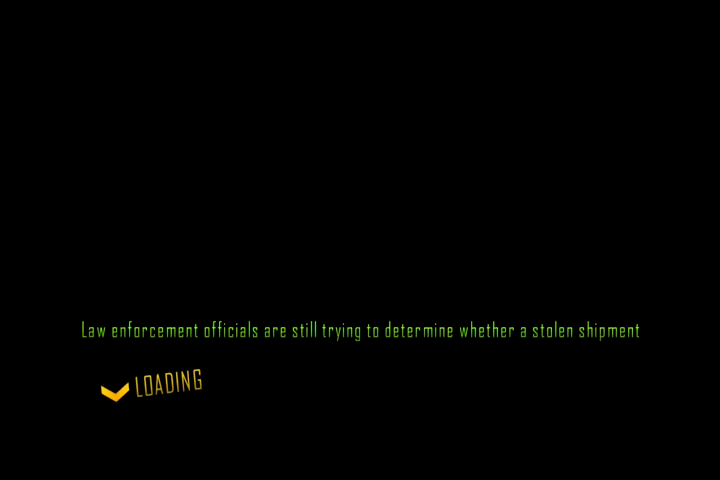 Law enforcement officials are still trying to determine whether a stolen shipment
LOADING